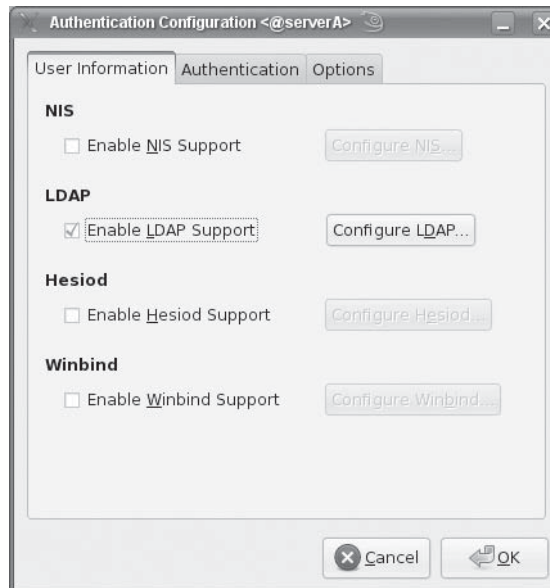 Authentication Configuration <@serverA>
User Information Authentication Options
NIS
Enable NIS Support Configure NIS...
LDAP
Enable LDAP Support Configure LDAP...
Hesiod
Enable Hesiod Support Configure Hesiod...
Winbind
Enable Winbind Support Configure Winbind...
Cancel OK